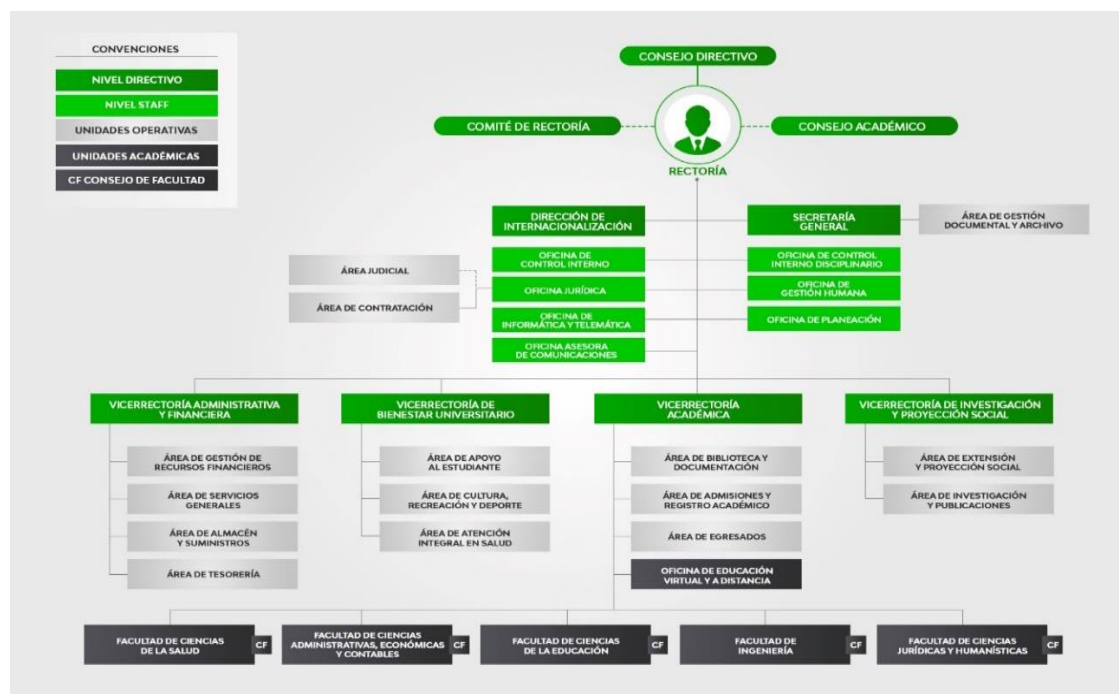 CONVENCIONES
NIVEL DIRECTIVO
NIVEL STAFF
UNIDADES OPERATIVAS
UNIDADES ACADÉMICAS
CF CONSEJO DE FACULTAD
CONSEJO DIRECTIVO
COMITÉ DE RECTORÍA
CONSEJO ACADÉMICO
RECTORÍA
DIRECCIÓN DE
INTERNACIONALIZACIÓN
SECRETARÍA
GENERAL
ÁREA DE GESTIÓN
DOCUMENTAL Y ARCHIVO
OFICINA DE
CONTROL INTERNO
OFICINA DE CONTROL
INTERNO DISCIPLINARIO
ÁREA JUDICIAL
OFICINA JURÍDICA
OFICINA DE
GESTIÓN HUMANA
ÁREA DE CONTRATACIÓN
OFICINA DE
INFORMÁTICA Y TELEMÁTICA
OFICINA DE PLANEACIÓN
OFICINA ASESORA
DE COMUNICACIONES
VICERRECTORÍA ADMINISTRATIVA
Y FINANCIERA
VICERRECTORÍA DE
BIENESTAR UNIVERSITARIO
VICERRECTORÍA
ACADÉMICA
VICERRECTORÍA DE INVESTIGACIÓN
Y PROYECCIÓN SOCIAL
ÁREA DE GESTIÓN DE
RECURSOS FINANCIEROS
ÁREA DE SERVICIOS
GENERALES
ÁREA DE ALMACÉN
Y SUMINISTROS
ÁREA DE TESORERÍA
ÁREA DE APOYO
AL ESTUDIANTE
ÁREA DE CULTURA,
RECREACIÓN Y DEPORTE
ÁREA DE ATENCIÓN
INTEGRAL EN SALUD
ÁREA DE BIBLIOTECA Y
DOCUMENTACIÓN
ÁREA DE ADMISIONES Y
REGISTRO ACADÉMICO
ÁREA DE EGRESADOS
OFICINA DE EDUCACIÓN
VIRTUAL Y A DISTANCIA
ÁREA DE EXTENSIÓN
Y PROYECCIÓN SOCIAL
ÁREA DE INVESTIGACIÓN
Y PUBLICACIONES
FACULTAD DE CIENCIAS
DE LA SALUD
CF
FACULTAD DE CIENCIAS
ADMINISTRATIVAS, ECONÓMICAS
Y CONTABLES
CF
FACULTAD DE CIENCIAS
DE LA EDUCACIÓN
CF
FACULTAD DE
INGENIERÍA
CF
FACULTAD DE CIENCIAS
JURÍDICAS Y HUMANÍSTICAS
CF